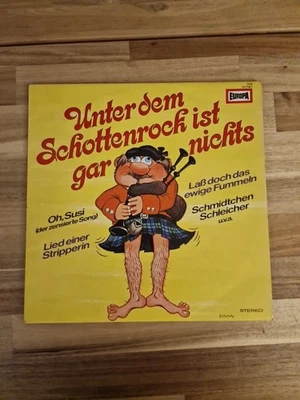 EUROPA
Unter dem
Schottenrock ist
gar nichts
Oh, Susi
(der zensierte Song)
Lied einer
Stripperin
Laß doch das
ewige Fummeln
Schmidtchen
Schleicher
u.v.a.
STEREO